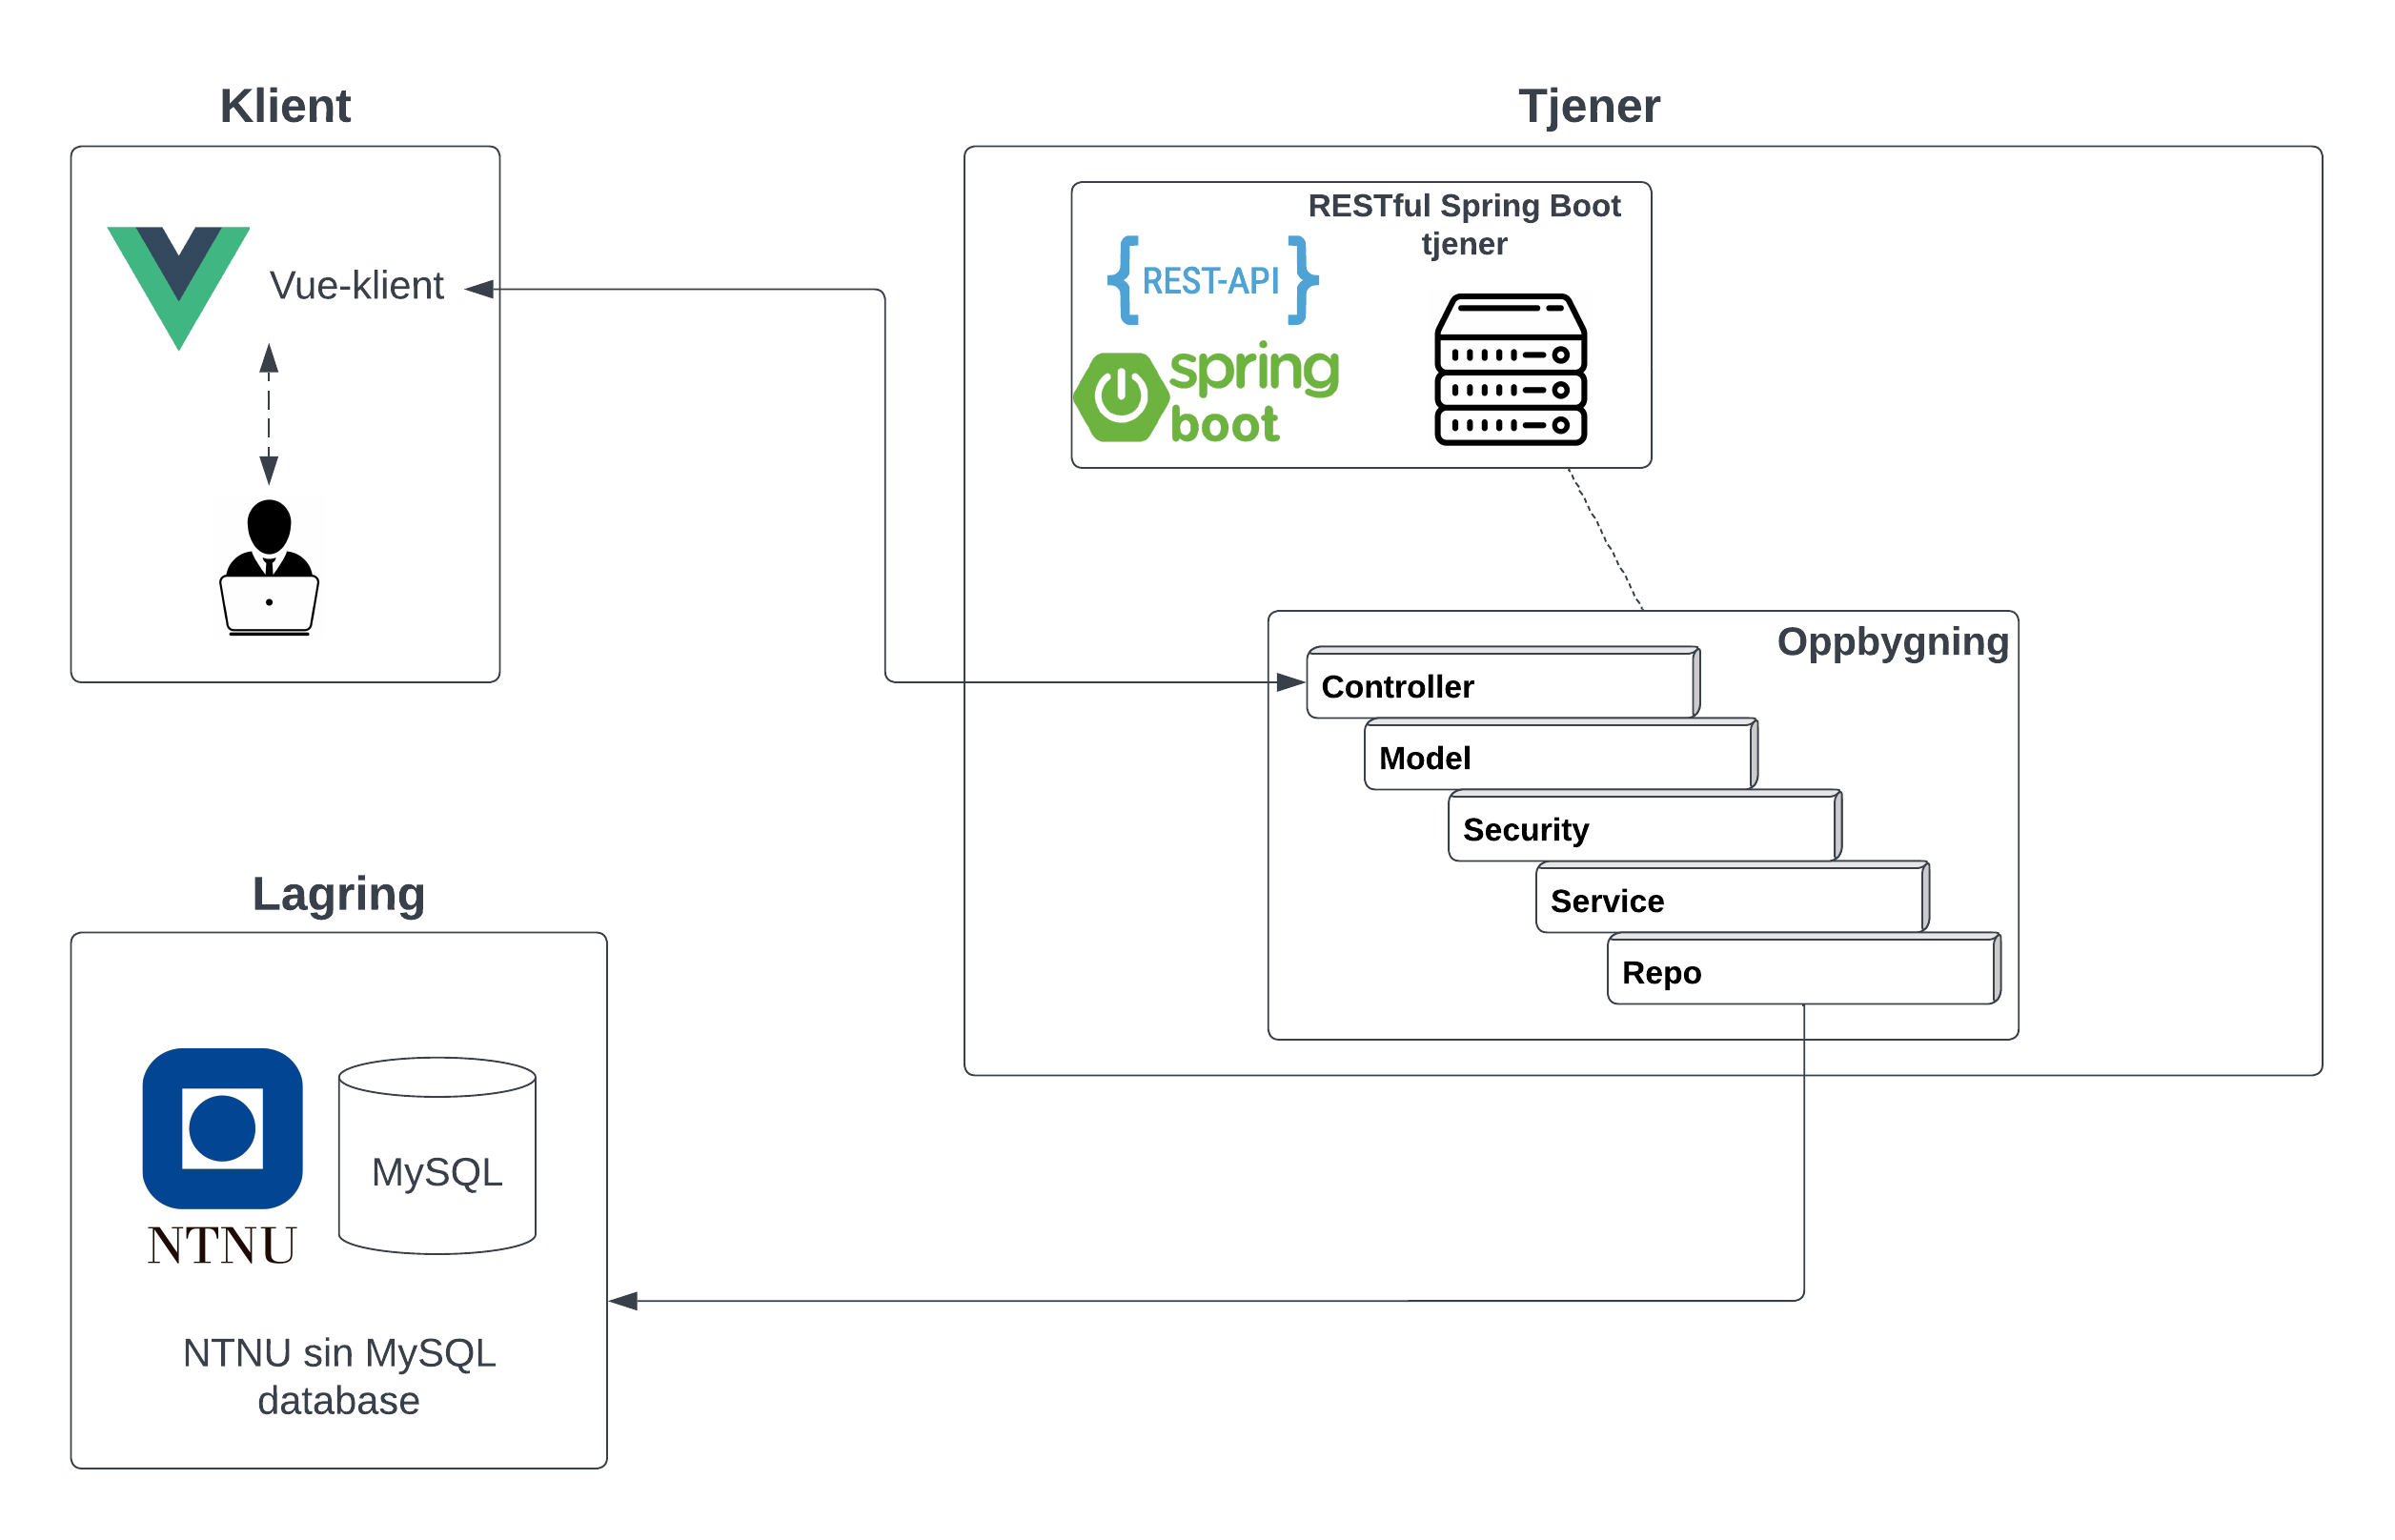 Klient
Vue-klient
Tjener
RESTful Spring Boot
tjener
{REST-API}
spring
boot
Oppbygning
Controller
Model
Security
Service
Repo
Lagring
NTNU
MySQL
NTNU sin MySQL
database